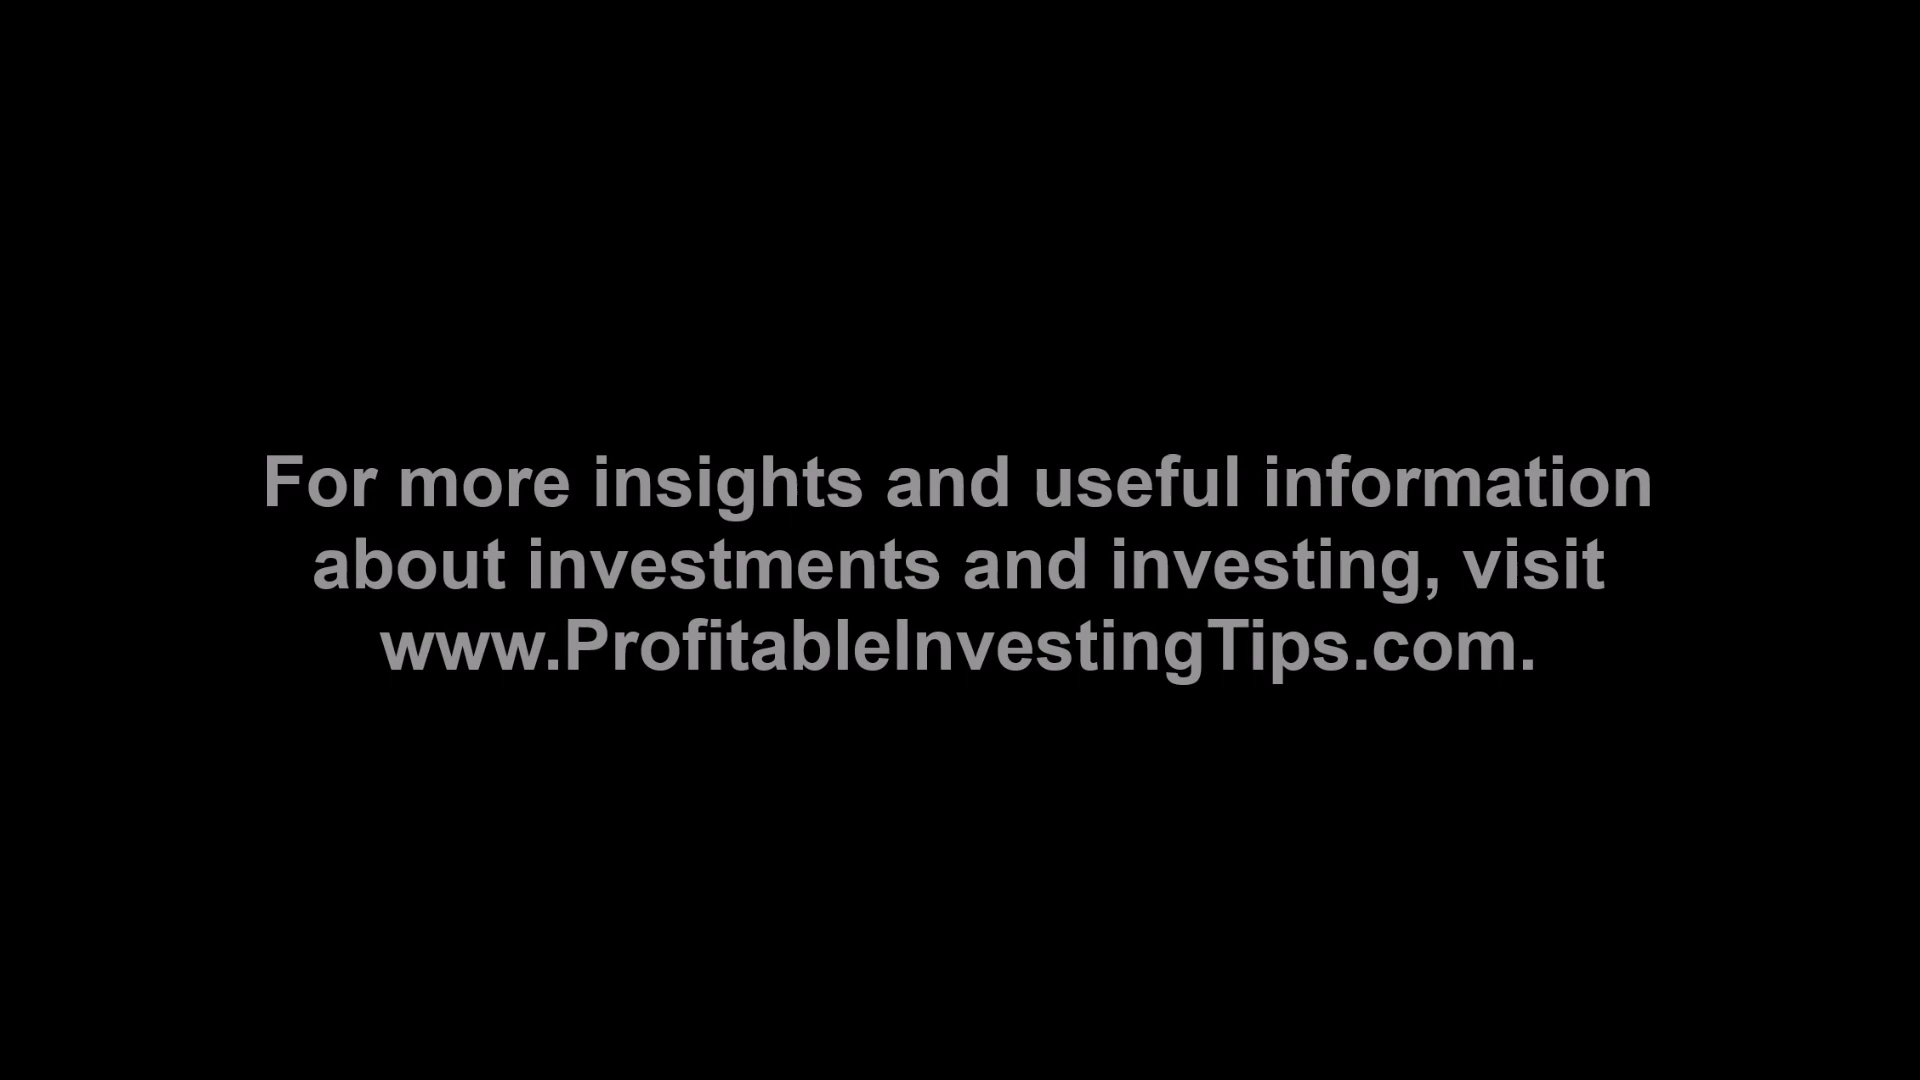 For more insights and useful information
about investments and investing, visit
www.ProfitableInvestingTips.com.